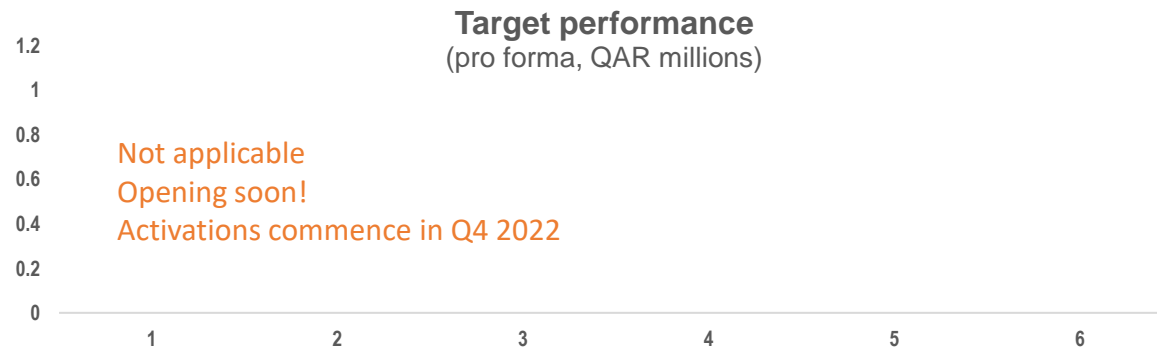 Target performance
(pro forma, QAR millions)
1.2
1
0.8
0.6
0.4
0.2
0
Not applicable
Opening soon!
Activations commence in Q4 2022
1 2 3 4 5 6